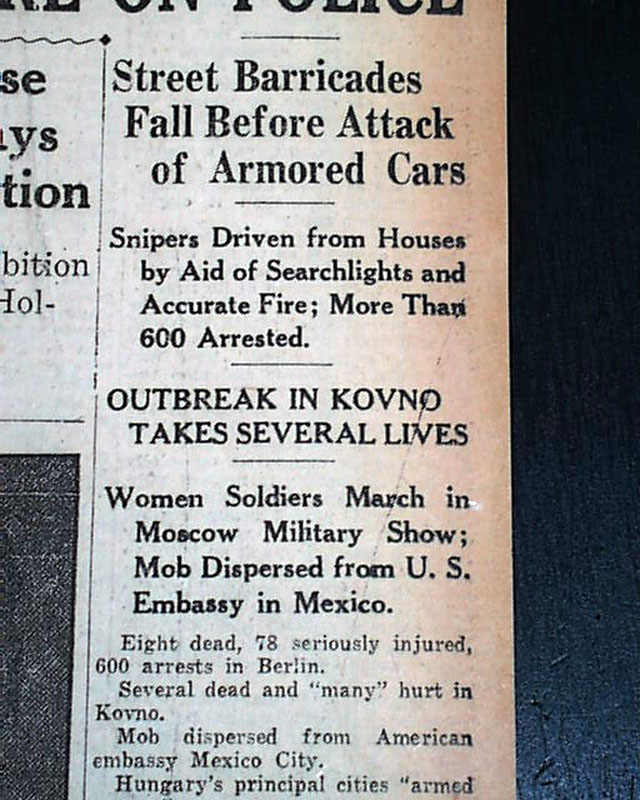 ON POLICE
se
ays
tion
bition
Hol-
Street Barricades
Fall Before Attack
of Armored Cars
Snipers Driven from Houses
by Aid of Searchlights and
Accurate Fire; More Than
600 Arrested.
OUTBREAK IN KOVNO
TAKES SEVERAL LIVES
Women Soldiers March in
Moscow Military Show;
Mob Dispersed from U. S.
Embassy in Mexico.
Eight dead, 78 seriously injured,
600 arrests in Berlin.
Several dead and "many" hurt in
Kovno.
Mob dispersed from American
embassy Mexico City.
Hungary's principal cities "armed